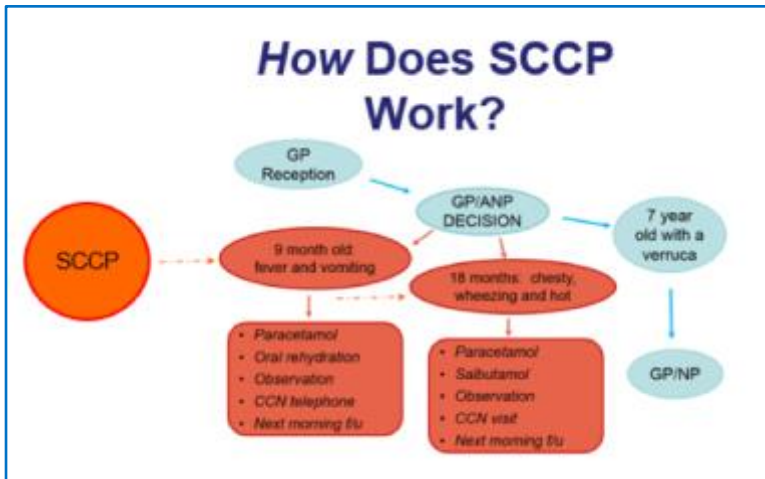 How Does SCCP
Work?
GP
Reception
GP/ANP
DECISION
7 year
old with a
verruca
SCCP
9 month old:
fever and vomiting
18 months: chesty,
wheezing and hot
• Paracetamol
• Oral rehydration
• Observation
• CCN telephone
• Next morning f/u
• Paracetamol
• Salbutamol
• Observation
• CCN visit
• Next morning f/u
GP/NP